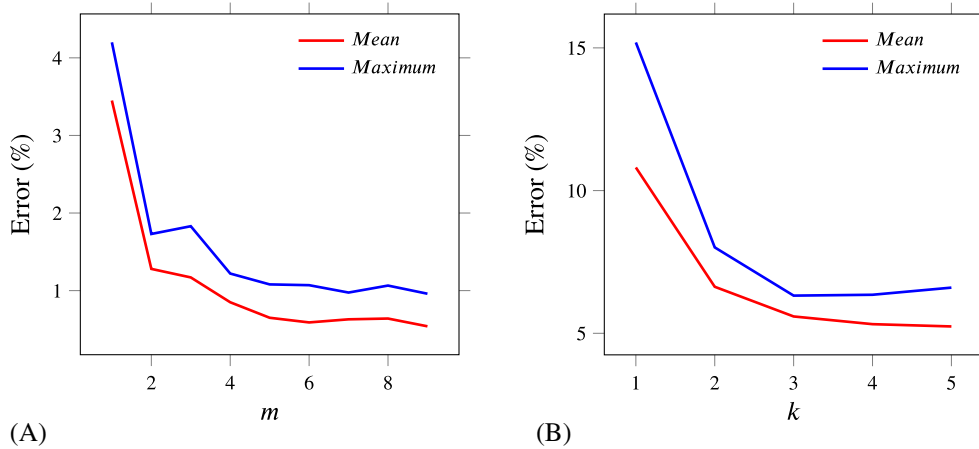 Mean
Maximum
Error (%)
4
3
2
1
2 4 6 8
m
(A)
Mean
Maximum
Error (%)
15
10
5
1 2 3 4 5
k
(B)